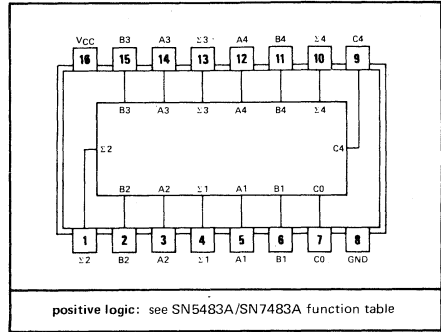 VCC B3 A3 Σ3 A4 B4 Σ4 C4
16 15 14 13 12 11 10 9
B3 A3 Σ3 A4 B4 Σ4
Σ2 C4
B2 A2 Σ1 A1 B1 C0
1 2 3 4 5 6 7 8
Σ2 B2 A2 Σ1 A1 B1 C0 GND
positive logic: see SN5483A/SN7483A function table